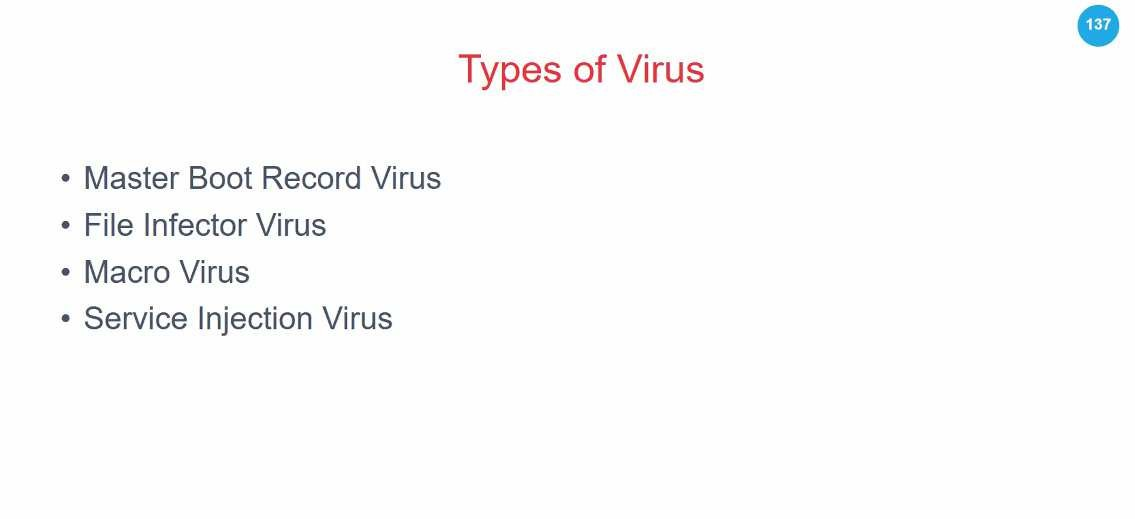 137
Types of Virus
• Master Boot Record Virus
• File Infector Virus
• Macro Virus
• Service Injection Virus